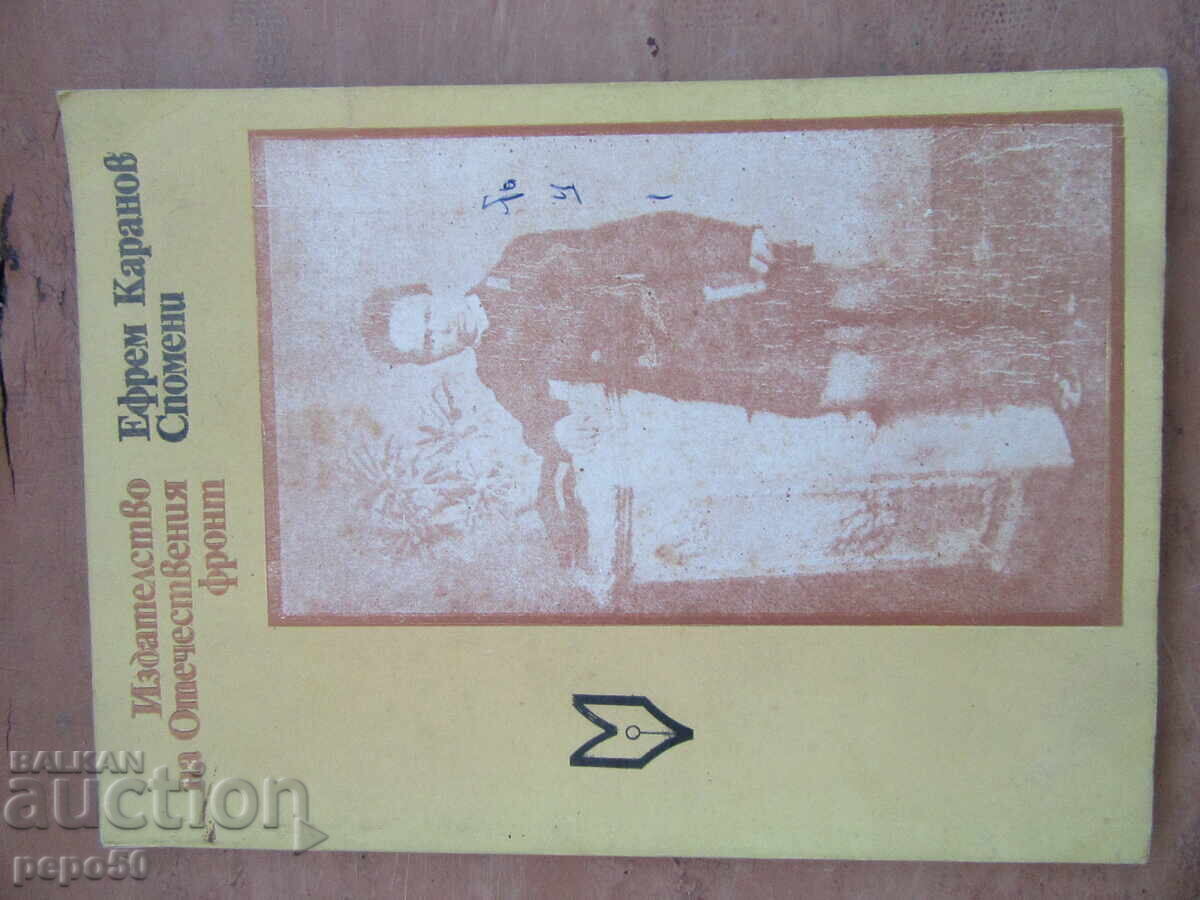 Издателство
на Отечествения
фронт
Ефрем Каранов
Спомени
BALKAN
auction
pepo50